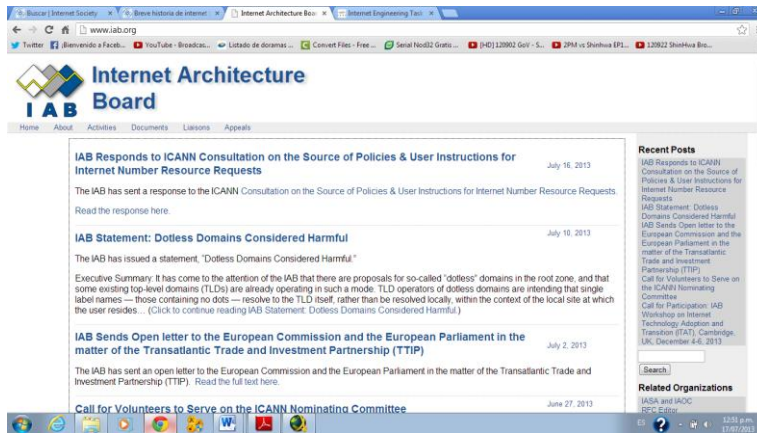 Buscar | Internet Society
Breve historia de internet
Internet Architecture Boar
Internet Engineering Task
www.iab.org
Twitter
¡Bienvenido a Faceb...
YouTube - Broadcas...
Listado de doramas ...
Convert Files - Free ...
Serial Nod32 Gratis ...
[HD] 120902 GoV - S...
2PM vs Shinhwa EP1...
120922 ShinHwa Bro...
IAB
Internet Architecture
Board
Home About Activities Documents Liaisons Appeals
IAB Responds to ICANN Consultation on the Source of Policies & User Instructions for
Internet Number Resource Requests
July 16, 2013
The IAB has sent a response to the ICANN Consultation on the Source of Policies & User Instructions for Internet Number Resource Requests.
Read the response here.
IAB Statement: Dotless Domains Considered Harmful
July 10, 2013
The IAB has issued a statement, "Dotless Domains Considered Harmful."
Executive Summary: It has come to the attention of the IAB that there are proposals for so-called "dotless" domains in the root zone, and that
some existing top-level domains (TLDs) are already operating in such a mode. TLD operators of dotless domains are intending that single
label names — those containing no dots — resolve to the TLD itself, rather than be resolved locally, within the context of the local site at which
the user resides… (Click to continue reading IAB Statement: Dotless Domains Considered Harmful.)
IAB Sends Open letter to the European Commission and the European Parliament in the
matter of the Transatlantic Trade and Investment Partnership (TTIP)
July 2, 2013
The IAB has sent an open letter to the European Commission and the European Parliament in the matter of the Transatlantic Trade and
Investment Partnership (TTIP). Read the full text here.
Call for Volunteers to Serve on the ICANN Nominating Committee
June 27, 2013
Recent Posts
IAB Responds to ICANN
Consultation on the Source of
Policies & User Instructions for
Internet Number Resource
Requests
IAB Statement: Dotless
Domains Considered Harmful
IAB Sends Open letter to the
European Commission and the
European Parliament in the
matter of the Transatlantic
Trade and Investment
Partnership (TTIP)
Call for Volunteers to Serve on
the ICANN Nominating
Committee
Call for Participation: IAB
Workshop on Internet
Technology Adoption and
Transition (ITAT), Cambridge,
UK, December 4-6, 2013
Search
Related Organizations
IASA and IAOC
RFC Editor
ES
12:51 p.m.
17/07/2013